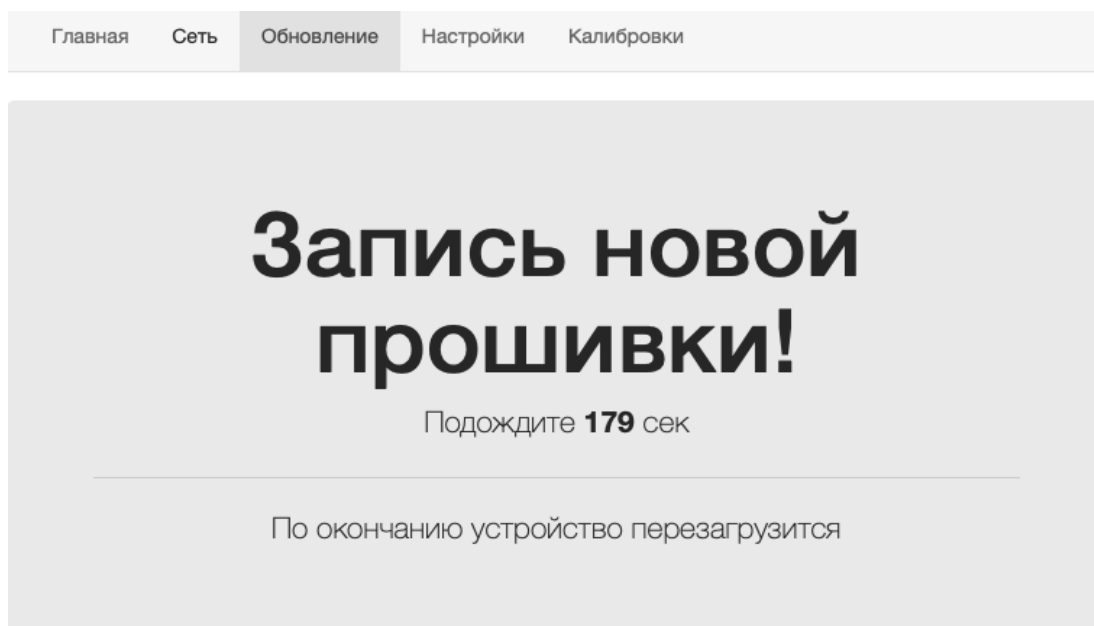 Главная Сеть Обновление Настройки Калибровки
Запись новой
прошивки!
Подождите 179 сек
По окончанию устройство перезагрузится